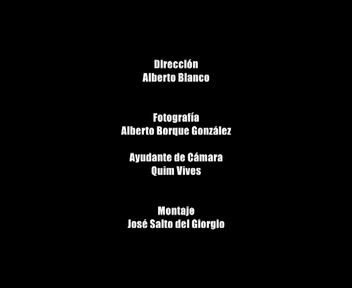 Dirección
Alberto Blanco
Fotografía
Alberto Borque González
Ayudante de Cámara
Quim Vives
Montaje
José Salto del Giorgio